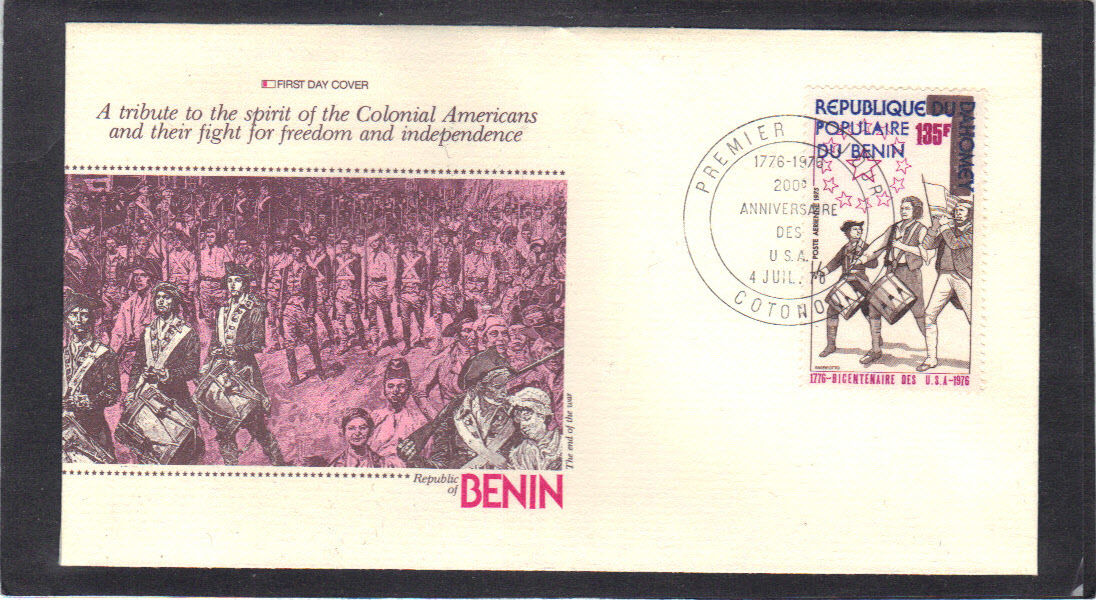 FIRST DAY COVER
A tribute to the spirit of the Colonial Americans
and their fight for freedom and independence
The end of the war
Republic
of BENIN
PREMIER JOUR
1776-1976
200e
ANNIVERSAIRE
DES
U.S.A.
4 JUIL. 76
COTONOU
REPUBLIQUE DU DAHOMEY
POPULAIRE 135F
DU BENIN
POSTE AERIENNE 1975
1776-BICENTENAIRE DES U.S.A-1976